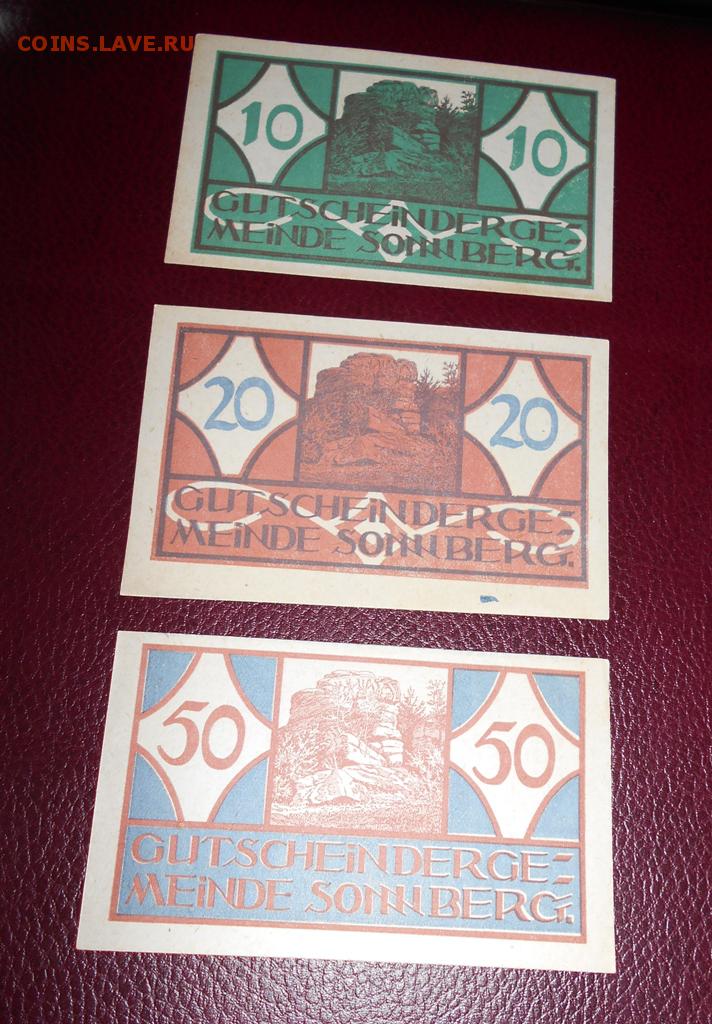 COINS.LAVE.RU
10 10
GUTSCHEiNDERGE=
MEiNDE SONNBERG.
20 20
GUTSCHEiNDERGE=
MEiNDE SONNBERG.
50 50
GUTSCHEiNDERGE=
MEiNDE SONNBERG.